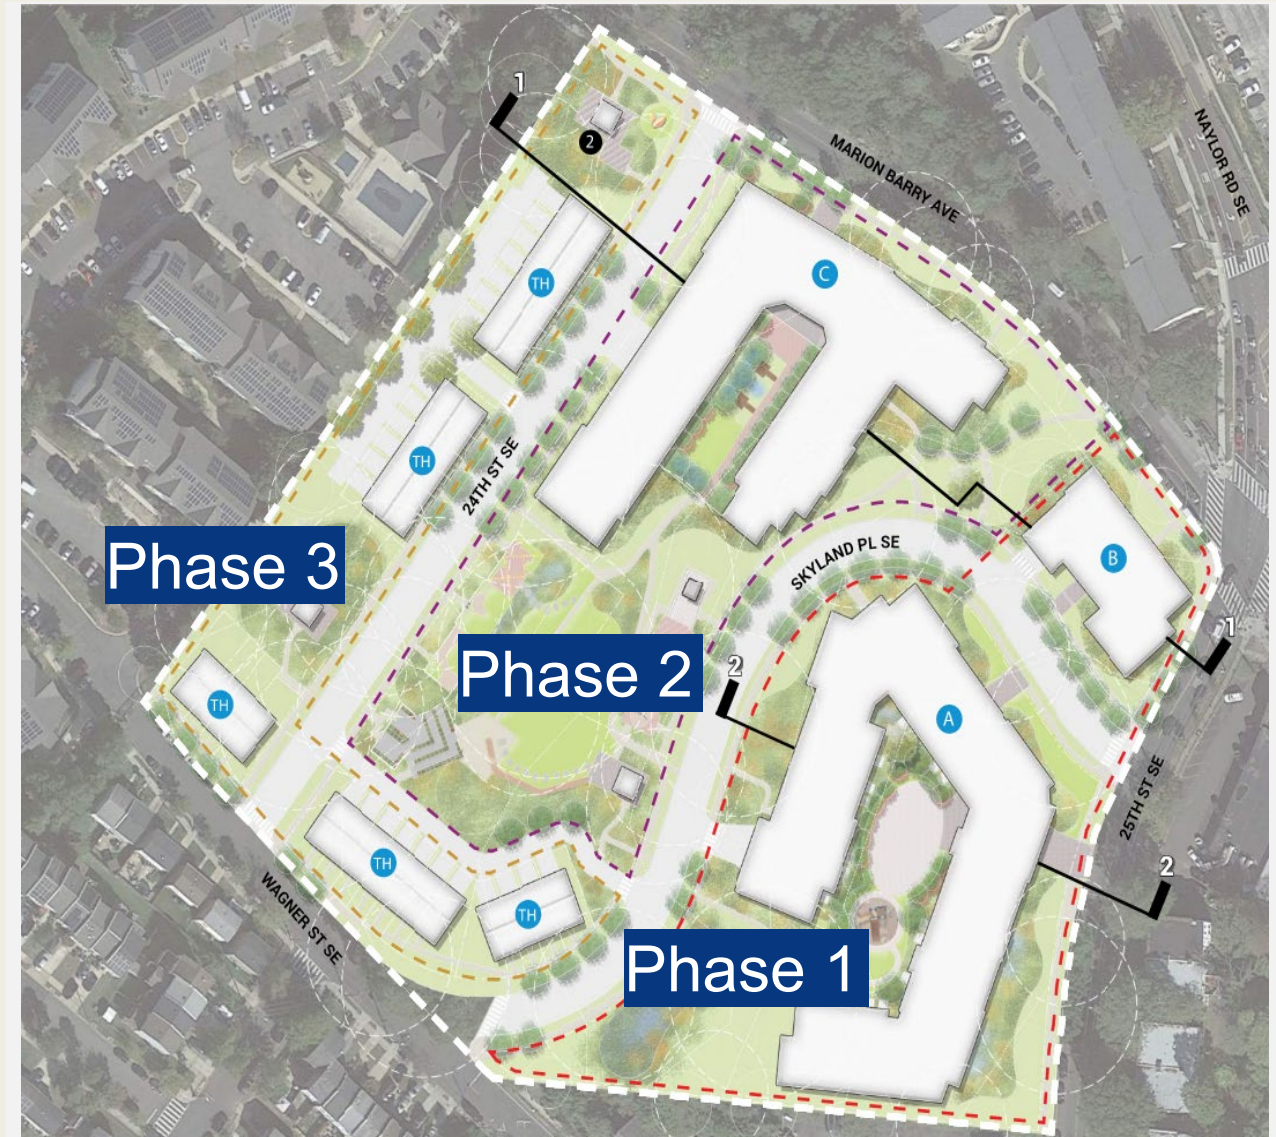 1
2
MARION BARRY AVE
NAYLOR RD SE
C
TH
TH
24TH ST SE
Phase 3
SKYLAND PL SE
B
1
Phase 2
2
TH
A
25TH ST SE
TH
2
WAGNER ST SE
TH
Phase 1